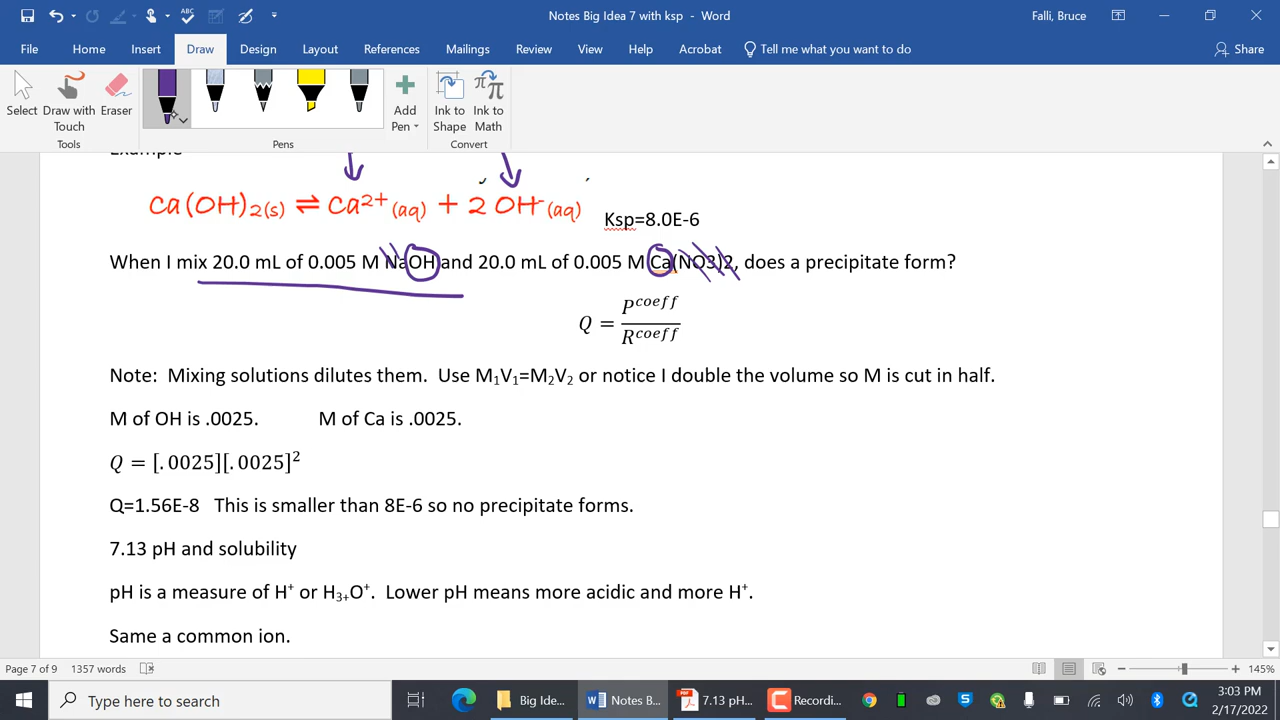 Notes Big Idea 7 with ksp - Word
Falli, Bruce
File Home Insert Draw Design Layout References Mailings Review View Help Acrobat Tell me what you want to do Share
Select Draw with Touch Eraser Add Pen Ink to Shape Ink to Math
Tools Pens Convert
Example
Ca(OH)2(s) ⇌ Ca2+ (aq) + 2 OH- (aq)
Ksp=8.0E-6
When I mix 20.0 mL of 0.005 M NaOH and 20.0 mL of 0.005 M Ca(NO3)2, does a precipitate form?
Q = P^coeff / R^coeff
Note: Mixing solutions dilutes them. Use M1V1=M2V2 or notice I double the volume so M is cut in half.
M of OH is .0025. M of Ca is .0025.
Q = [.0025][.0025]²
Q=1.56E-8 This is smaller than 8E-6 so no precipitate forms.
7.13 pH and solubility
pH is a measure of H+ or H3+O+. Lower pH means more acidic and more H+.
Same a common ion.
Page 7 of 9 1357 words 145%
Type here to search Big Ide... Notes B... 7.13 pH... Recordi... 3:03 PM
2/17/2022